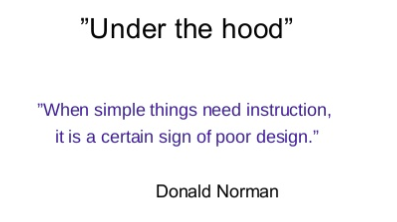 ”Under the hood”
”When simple things need instruction,
it is a certain sign of poor design.”
Donald Norman